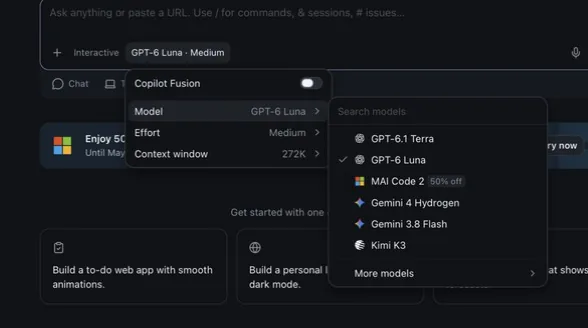 Ask anything or paste a URL. Use / for commands, & sessions, # issues...
Interactive GPT-6 Luna · Medium
Chat
Copilot Fusion
Model GPT-6 Luna
Effort Medium
Context window 272K
Search models
GPT-6.1 Terra
GPT-6 Luna
MAI Code 2 50% off
Gemini 4 Hydrogen
Gemini 3.8 Flash
Kimi K3
More models
Enjoy 50
Until May
ry now
Get started with one
Build a to-do web app with smooth
animations.
Build a personal
dark mode.
at shows